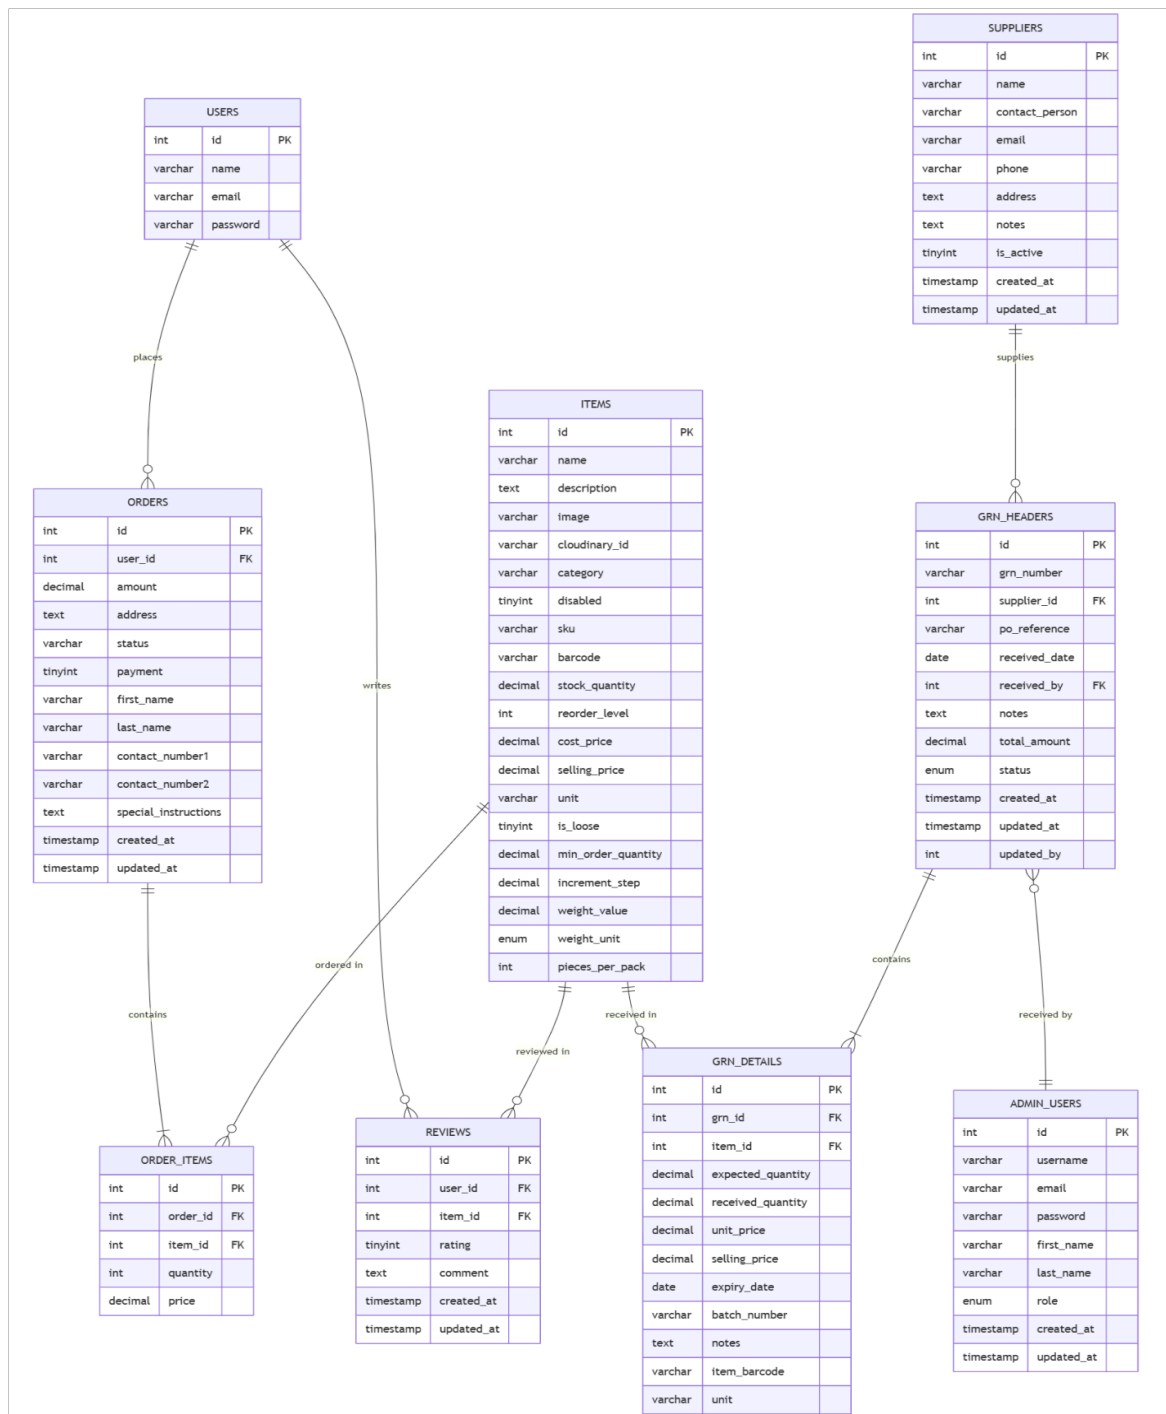 SUPPLIERS
int id PK
varchar name
varchar contact_person
varchar email
varchar phone
text address
text notes
tinyint is_active
timestamp created_at
timestamp updated_at
USERS
int id PK
varchar name
varchar email
varchar password
places
supplies
writes
ITEMS
int id PK
varchar name
text description
varchar image
varchar cloudinary_id
varchar category
tinyint disabled
varchar sku
varchar barcode
decimal stock_quantity
int reorder_level
decimal cost_price
decimal selling_price
varchar unit
tinyint is_loose
decimal min_order_quantity
decimal increment_step
decimal weight_value
enum weight_unit
int pieces_per_pack
ORDERS
int id PK
int user_id FK
decimal amount
text address
varchar status
tinyint payment
varchar first_name
varchar last_name
varchar contact_number1
varchar contact_number2
text special_instructions
timestamp created_at
timestamp updated_at
GRN_HEADERS
int id PK
varchar grn_number
int supplier_id FK
varchar po_reference
date received_date
int received_by FK
text notes
decimal total_amount
enum status
timestamp created_at
timestamp updated_at
int updated_by
ordered in
contains
contains
received in
received by
reviewed in
ORDER_ITEMS
int id PK
int order_id FK
int item_id FK
int quantity
decimal price
REVIEWS
int id PK
int user_id FK
int item_id FK
tinyint rating
text comment
timestamp created_at
timestamp updated_at
GRN_DETAILS
int id PK
int grn_id FK
int item_id FK
decimal expected_quantity
decimal received_quantity
decimal unit_price
decimal selling_price
date expiry_date
varchar batch_number
text notes
varchar item_barcode
varchar unit
ADMIN_USERS
int id PK
varchar username
varchar email
varchar password
varchar first_name
varchar last_name
enum role
timestamp created_at
timestamp updated_at